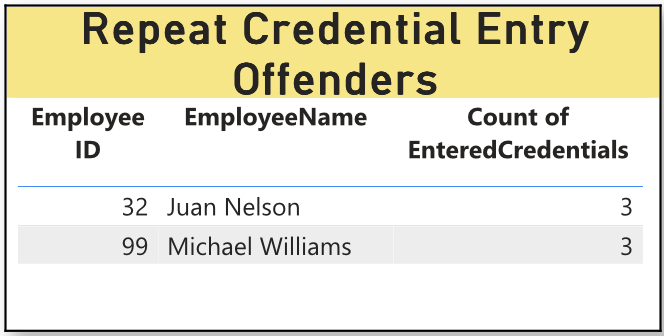 Repeat Credential Entry
Offenders
Employee ID EmployeeName Count of EnteredCredentials
32 Juan Nelson 3
99 Michael Williams 3